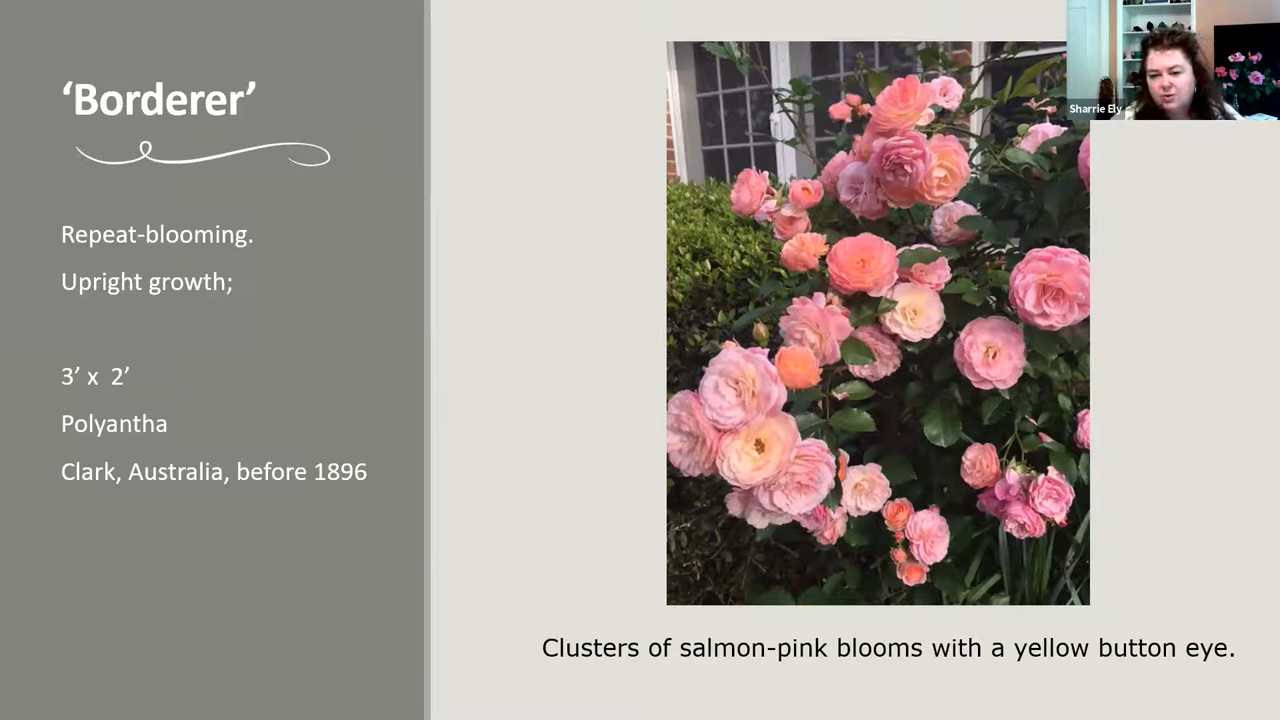 ‘Borderer’
Repeat-blooming.
Upright growth;
3’ x  2’
Polyantha
Clark, Australia, before 1896
Sharrie Ely
Clusters of salmon-pink blooms with a yellow button eye.